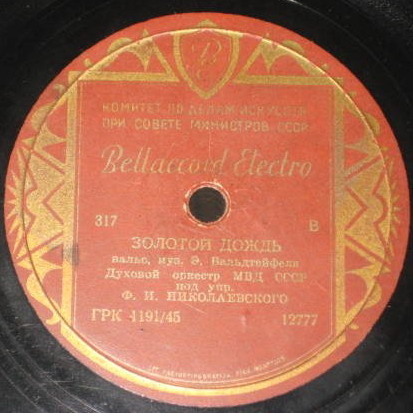 В
КОМИТЕТ ПО ДЕЛАМ ИСКУССТВ
ПРИ СОВЕТЕ МИНИСТРОВ СССР
Bellaccord Electro
317 В
ЗОЛОТОЙ ДОЖДЬ
вальс, муз. Э. Вальдтейфеля
Духовой оркестр МВД СССР
под упр.
Ф. И. НИКОЛАЕВСКОГО
ГРК 1191/45 12777